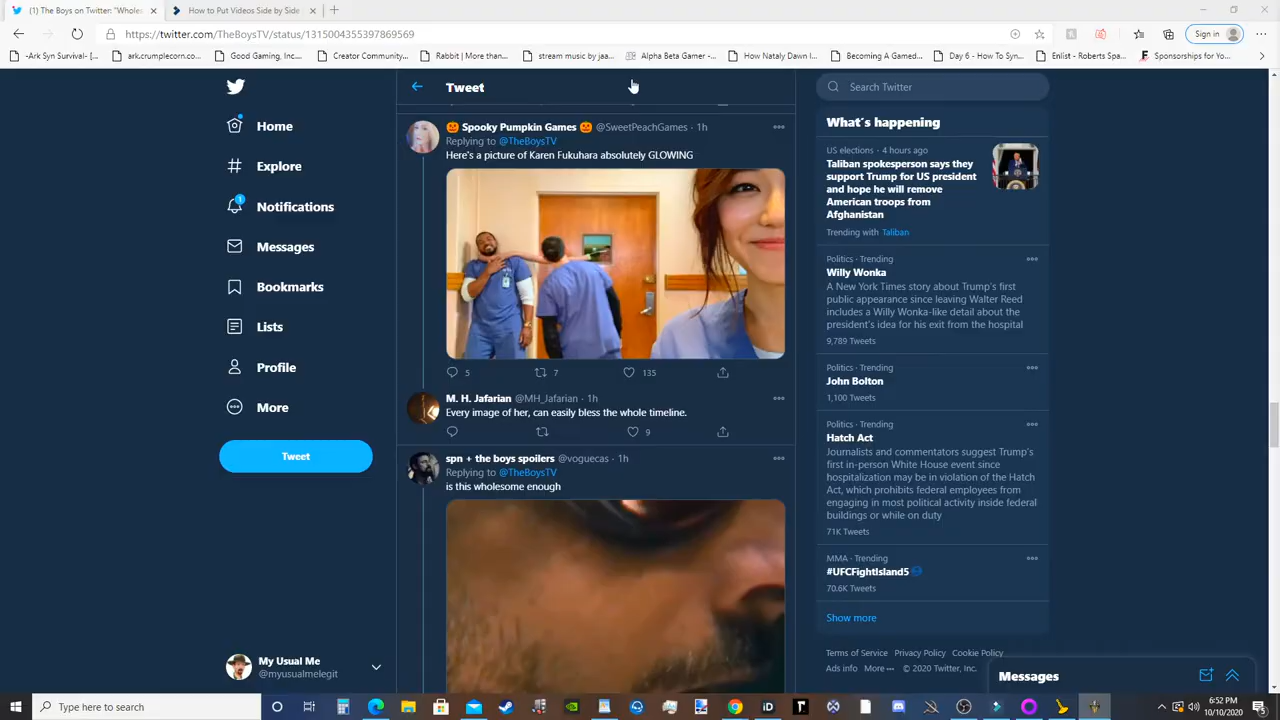 (1) The Boys on Twitter: "Wholes
How to Put Videos Side by Side
https://twitter.com/TheBoysTV/status/1315004355397869569
Sign in
-Ark Syn Survival- [...
arkcrumplecorn.co...
Good Gaming, Inc...
Creator Community...
Rabbit | More than...
stream music by jaa...
Alpha Beta Gamer -...
How Nataly Dawn I...
Becoming A Gamed...
Day 6 - How To Syn...
Enlist - Roberts Spa...
Sponsorships for Yo...
Home
Explore
1
Notifications
Messages
Bookmarks
Lists
Profile
More
Tweet
My Usual Me
@myusualmelegit
Tweet
🎃 Spooky Pumpkin Games 🎃 @SweetPeachGames · 1h
Replying to @TheBoysTV
Here's a picture of Karen Fukuhara absolutely GLOWING
5 7 135
M. H. Jafarian @MH_Jafarian · 1h
Every image of her, can easily bless the whole timeline.
9
spn + the boys spoilers @voguecas · 1h
Replying to @TheBoysTV
is this wholesome enough
Search Twitter
What's happening
US elections · 4 hours ago
Taliban spokesperson says they
support Trump for US president
and hope he will remove
American troops from
Afghanistan
Trending with Taliban
Politics · Trending
Willy Wonka
A New York Times story about Trump's first
public appearance since leaving Walter Reed
includes a Willy Wonka-like detail about the
president's idea for his exit from the hospital
9,789 Tweets
Politics · Trending
John Bolton
1,100 Tweets
Politics · Trending
Hatch Act
Journalists and commentators suggest Trump's
first in-person White House event since
hospitalization may be in violation of the Hatch
Act, which prohibits federal employees from
engaging in most political activity inside federal
buildings or while on duty
71K Tweets
MMA · Trending
#UFCFightIsland5
70.6K Tweets
Show more
Terms of Service Privacy Policy Cookie Policy
Ads info More ··· © 2020 Twitter, Inc.
Messages
Type here to search
6:52 PM
10/10/2020